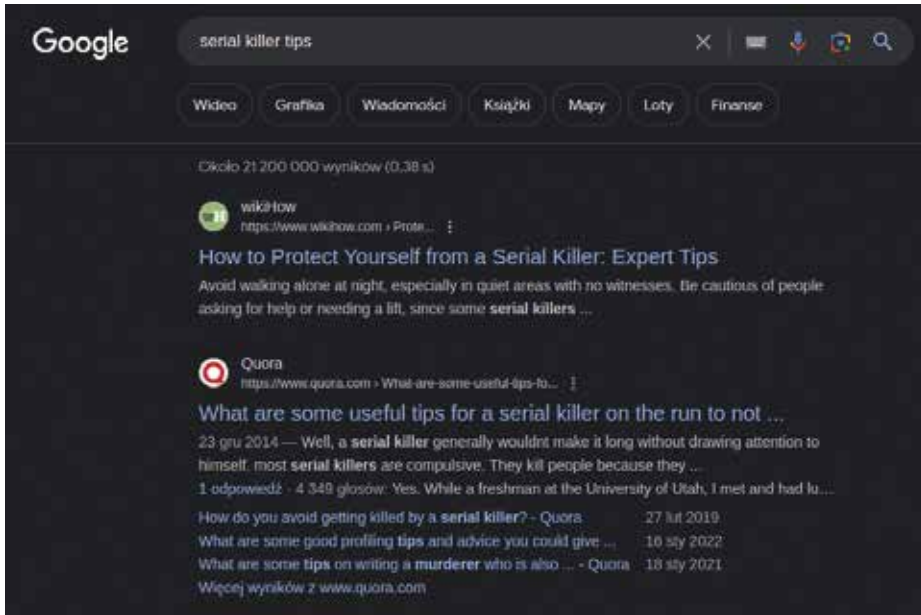 Google
serial killer tips
Wideo Grafika Wiadomości Książki Mapy Loty Finanse
Około 21 200 000 wyników (0,38 s)
wikiHow
https://www.wikihow.com › Prote...
How to Protect Yourself from a Serial Killer: Expert Tips
Avoid walking alone at night, especially in quiet areas with no witnesses. Be cautious of people
asking for help or needing a lift, since some serial killers ...
Quora
https://www.quora.com › What-are-some-useful-tips-fo...
What are some useful tips for a serial killer on the run to not ...
23 gru 2014 — Well, a serial killer generally wouldnt make it long without drawing attention to
himself. most serial killers are compulsive. They kill people because they ...
1 odpowiedź · 4 349 głosów: Yes. While a freshman at the University of Utah, I met and had lu...
How do you avoid getting killed by a serial killer? - Quora 27 lut 2019
What are some good profiling tips and advice you could give ... 16 sty 2022
What are some tips on writing a murderer who is also ... - Quora 18 sty 2021
Więcej wyników z www.quora.com